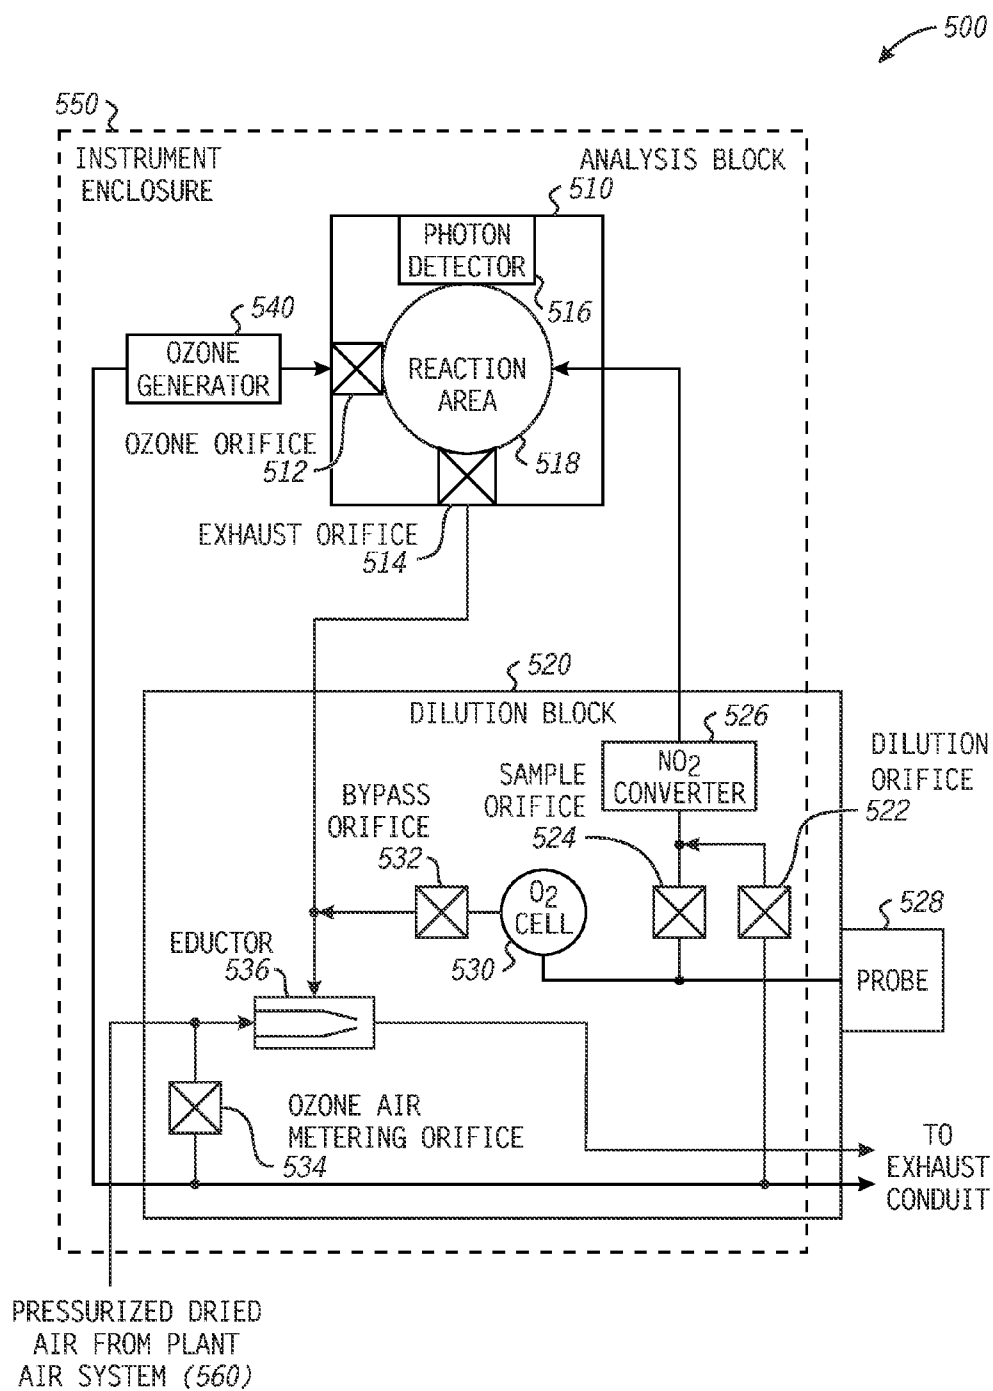 500
550
INSTRUMENT
ENCLOSURE
ANALYSIS BLOCK
510
PHOTON
DETECTOR
516
540
OZONE
GENERATOR
REACTION
AREA
OZONE ORIFICE
512
518
EXHAUST ORIFICE
514
520
DILUTION BLOCK
526
NO2
CONVERTER
DILUTION
ORIFICE
522
SAMPLE
ORIFICE
524
BYPASS
ORIFICE
532
O2
CELL
530
528
PROBE
EDUCTOR
536
OZONE AIR
METERING ORIFICE
534
TO
EXHAUST
CONDUIT
PRESSURIZED DRIED
AIR FROM PLANT
AIR SYSTEM (560)